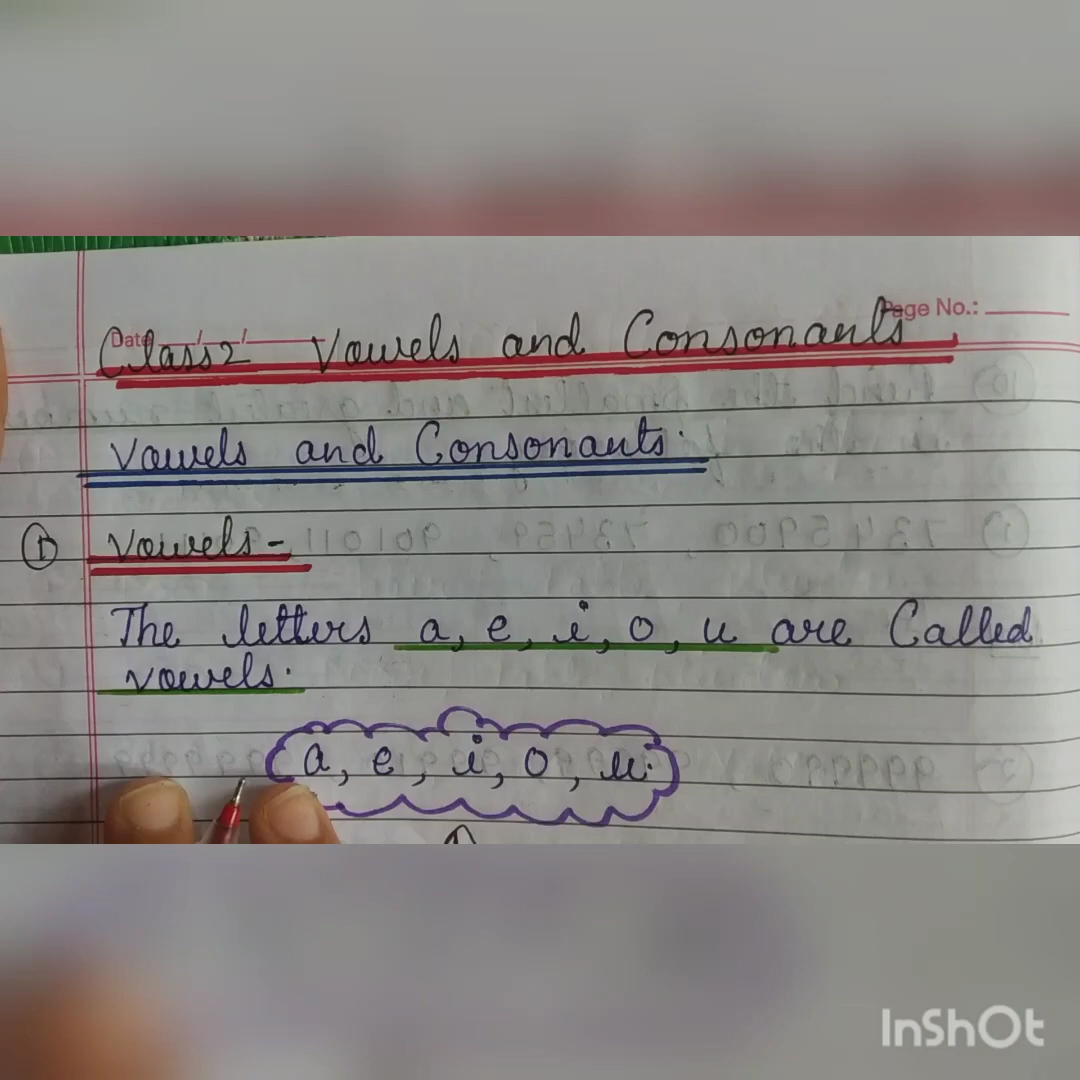 Date / /
Page No.:
Class 2 Vowels and Consonants
Vowels and Consonants.
① Vowels-
The letters a, e, i, o, u are Called
vowels.
a, e, i, o, u.
InShOt